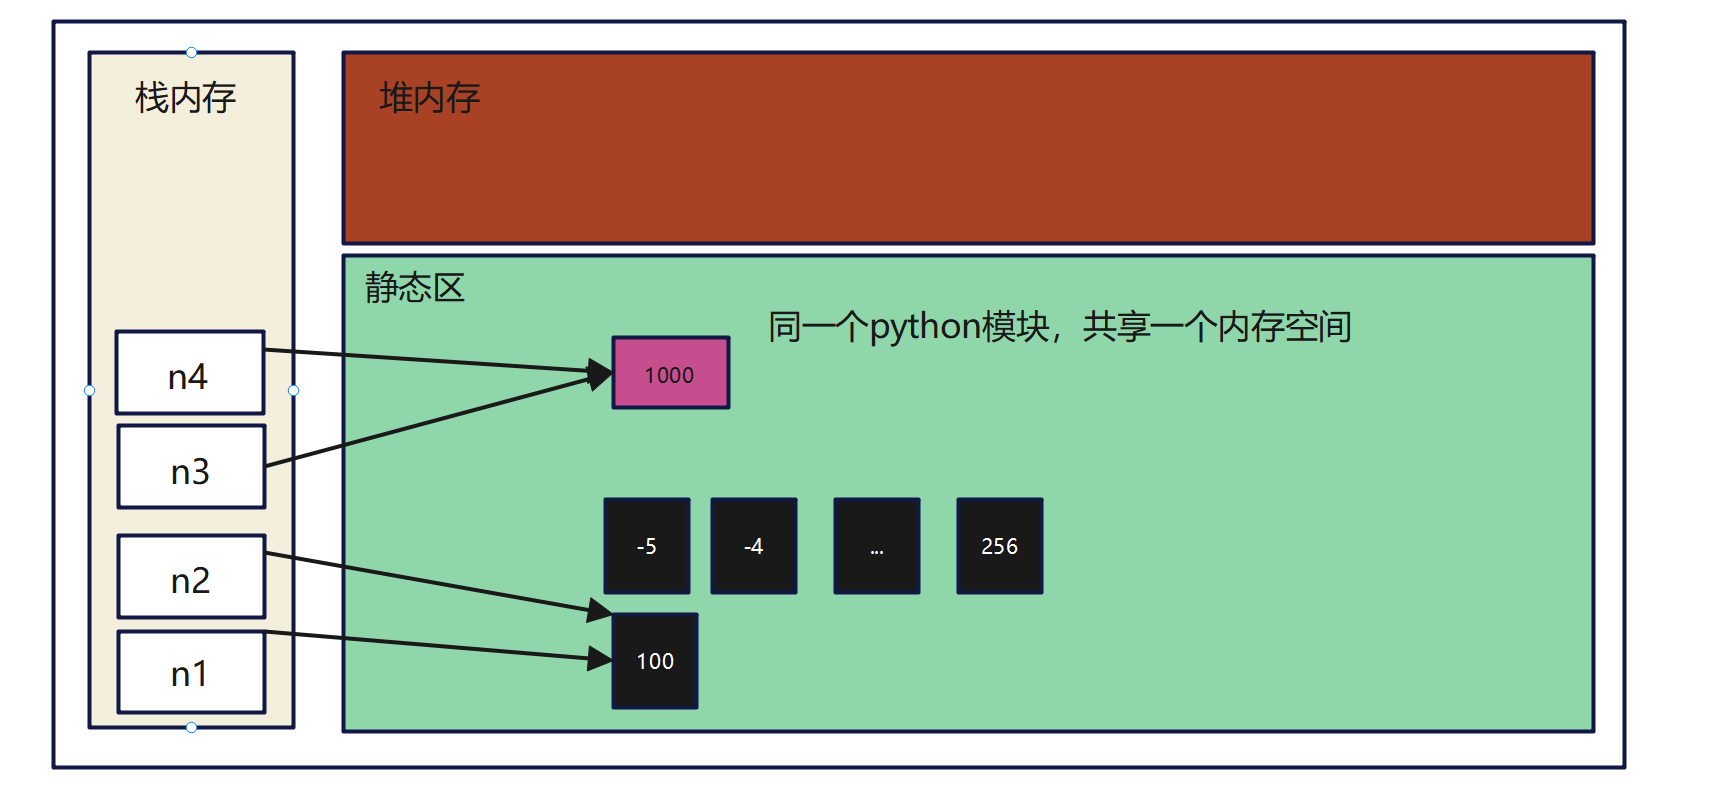 栈内存
堆内存
静态区
同一个python模块，共享一个内存空间
n4
1000
n3
-5 -4 ... 256
n2
100
n1